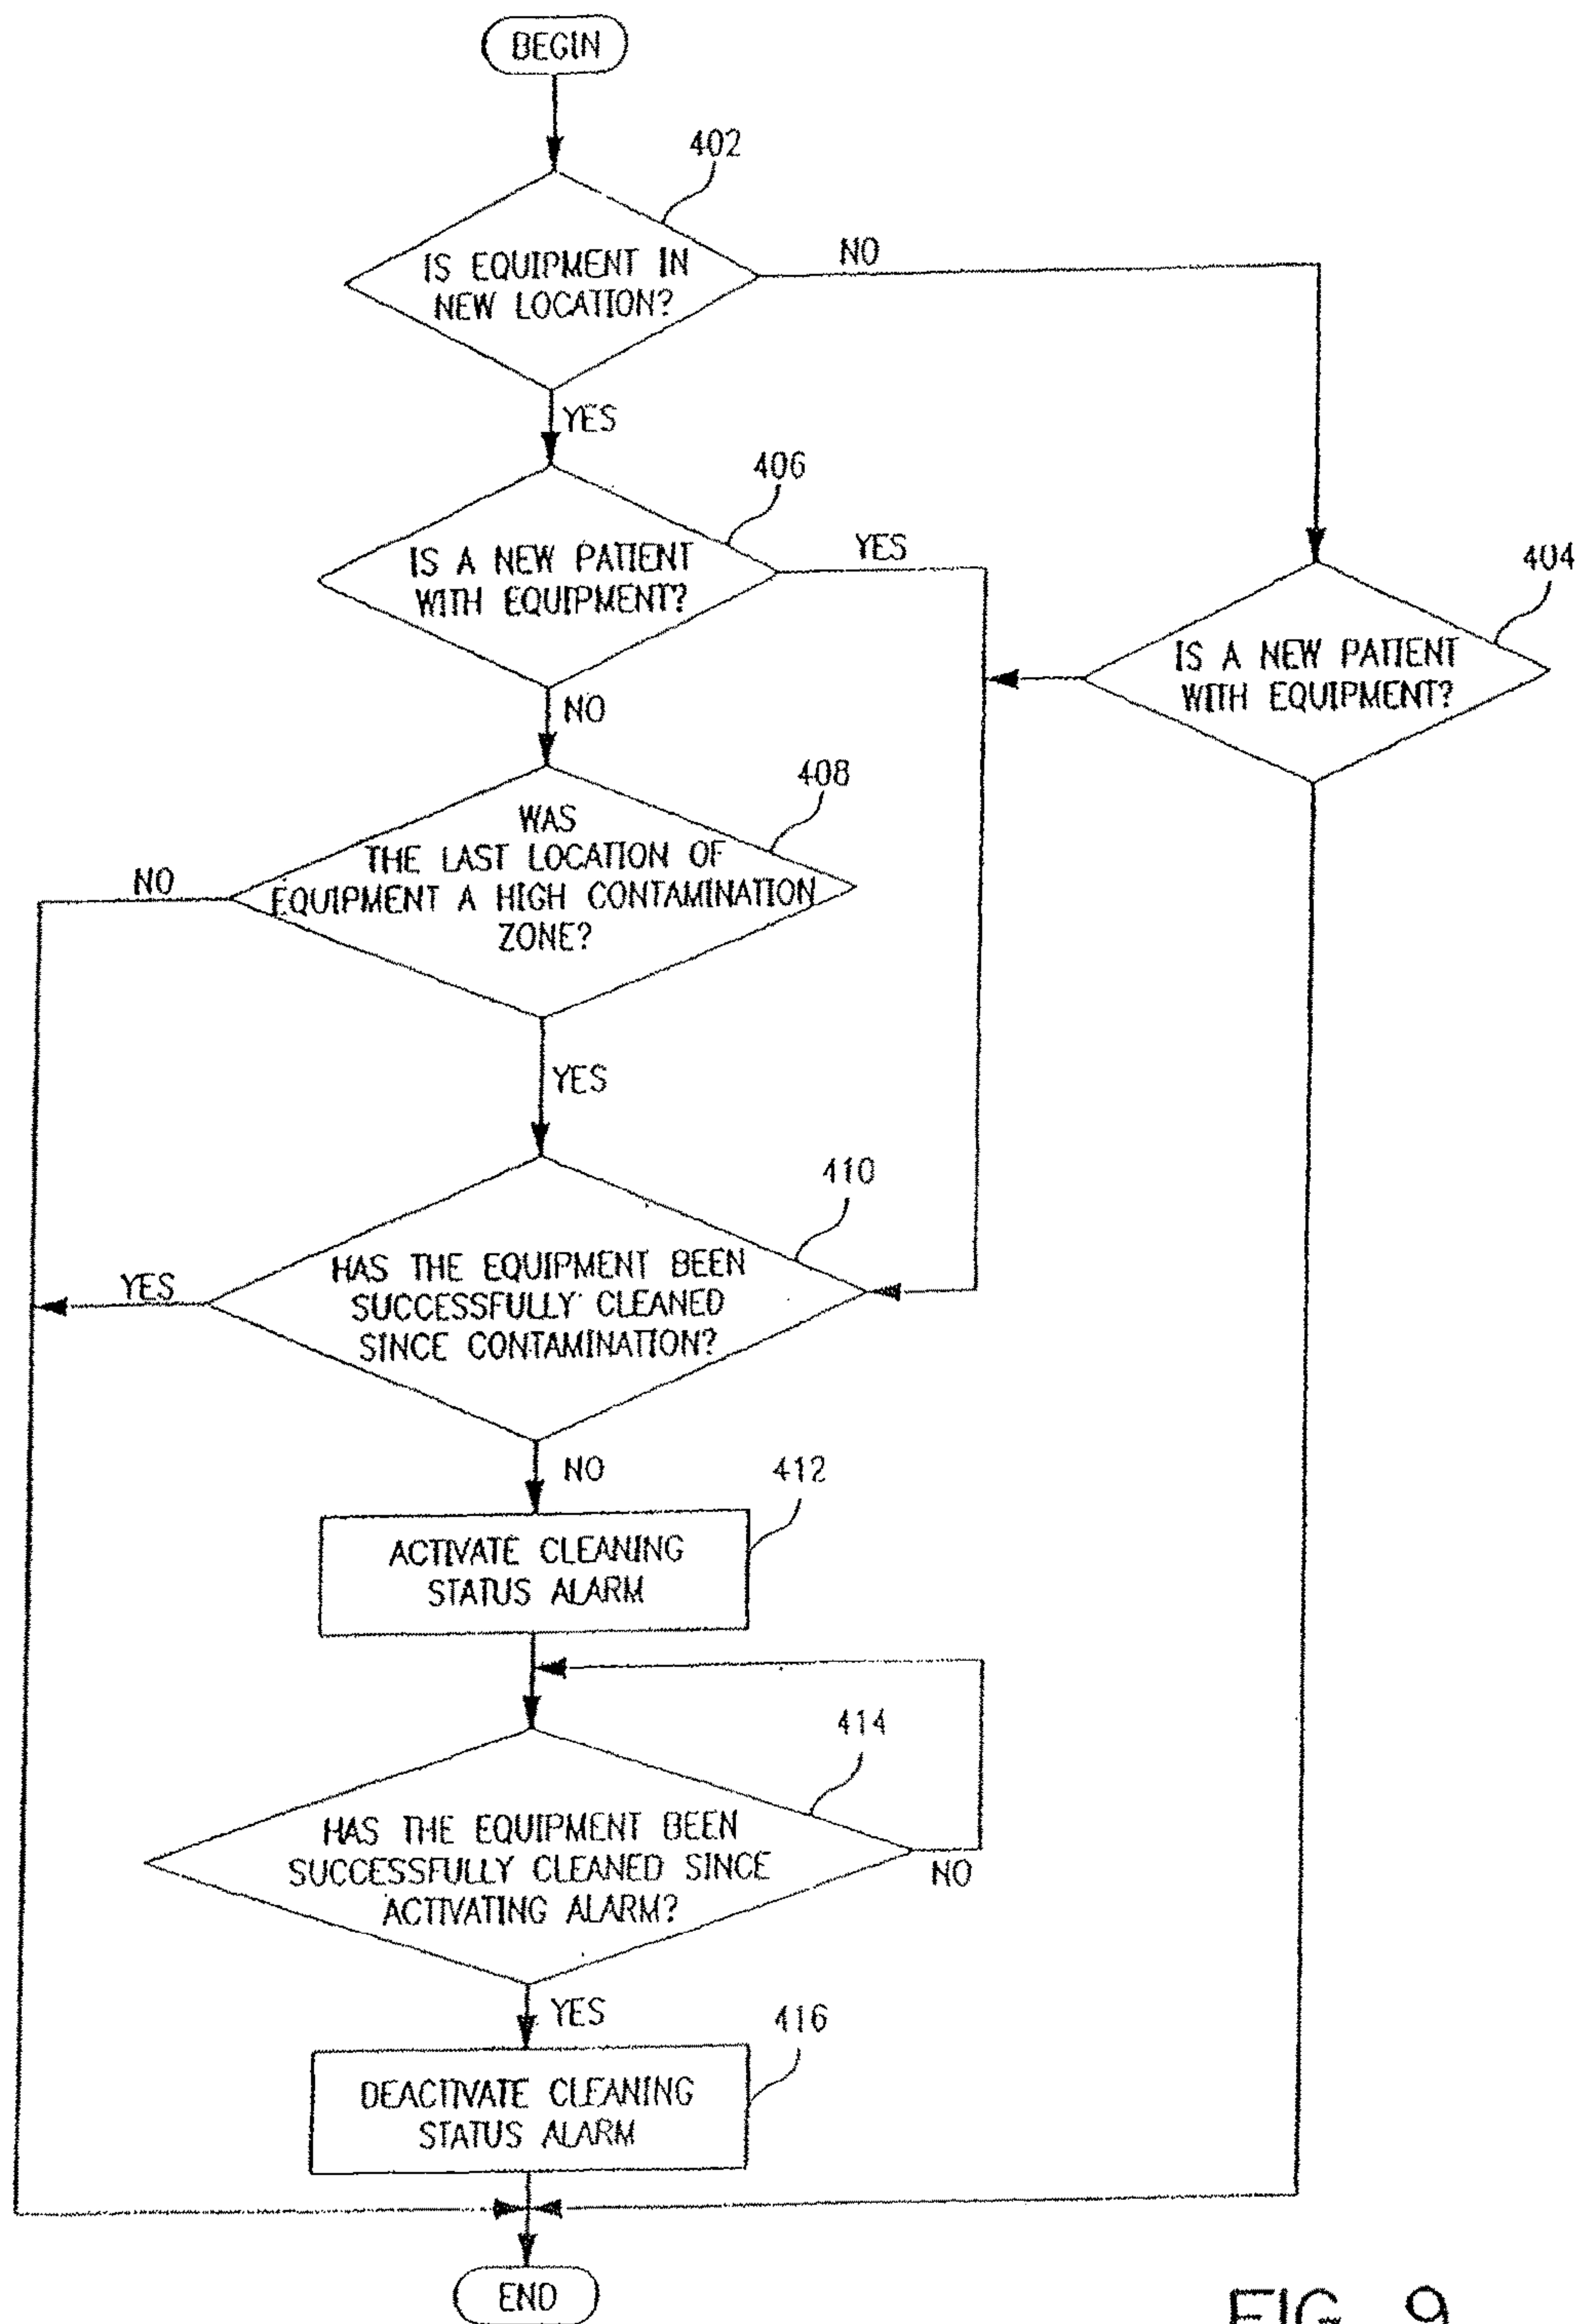 BEGIN
402
IS EQUIPMENT IN
NEW LOCATION?
NO
YES
406
IS A NEW PATIENT
WITH EQUIPMENT?
YES
404
IS A NEW PATIENT
WITH EQUIPMENT?
NO
408
WAS
THE LAST LOCATION OF
EQUIPMENT A HIGH CONTAMINATION
ZONE?
NO
YES
410
HAS THE EQUIPMENT BEEN
SUCCESSFULLY CLEANED
SINCE CONTAMINATION?
YES
NO
412
ACTIVATE CLEANING
STATUS ALARM
414
HAS THE EQUIPMENT BEEN
SUCCESSFULLY CLEANED SINCE
ACTIVATING ALARM?
NO
YES
416
DEACTIVATE CLEANING
STATUS ALARM
END
FIG. 9